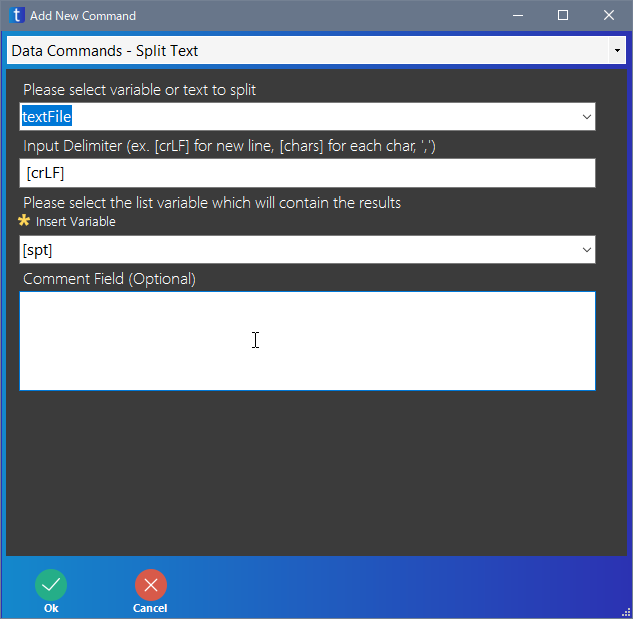 t Add New Command
Data Commands - Split Text
Please select variable or text to split
textFile
Input Delimiter (ex. [crLF] for new line, [chars] for each char, ',')
[crLF]
Please select the list variable which will contain the results
Insert Variable
[spt]
Comment Field (Optional)
Ok Cancel